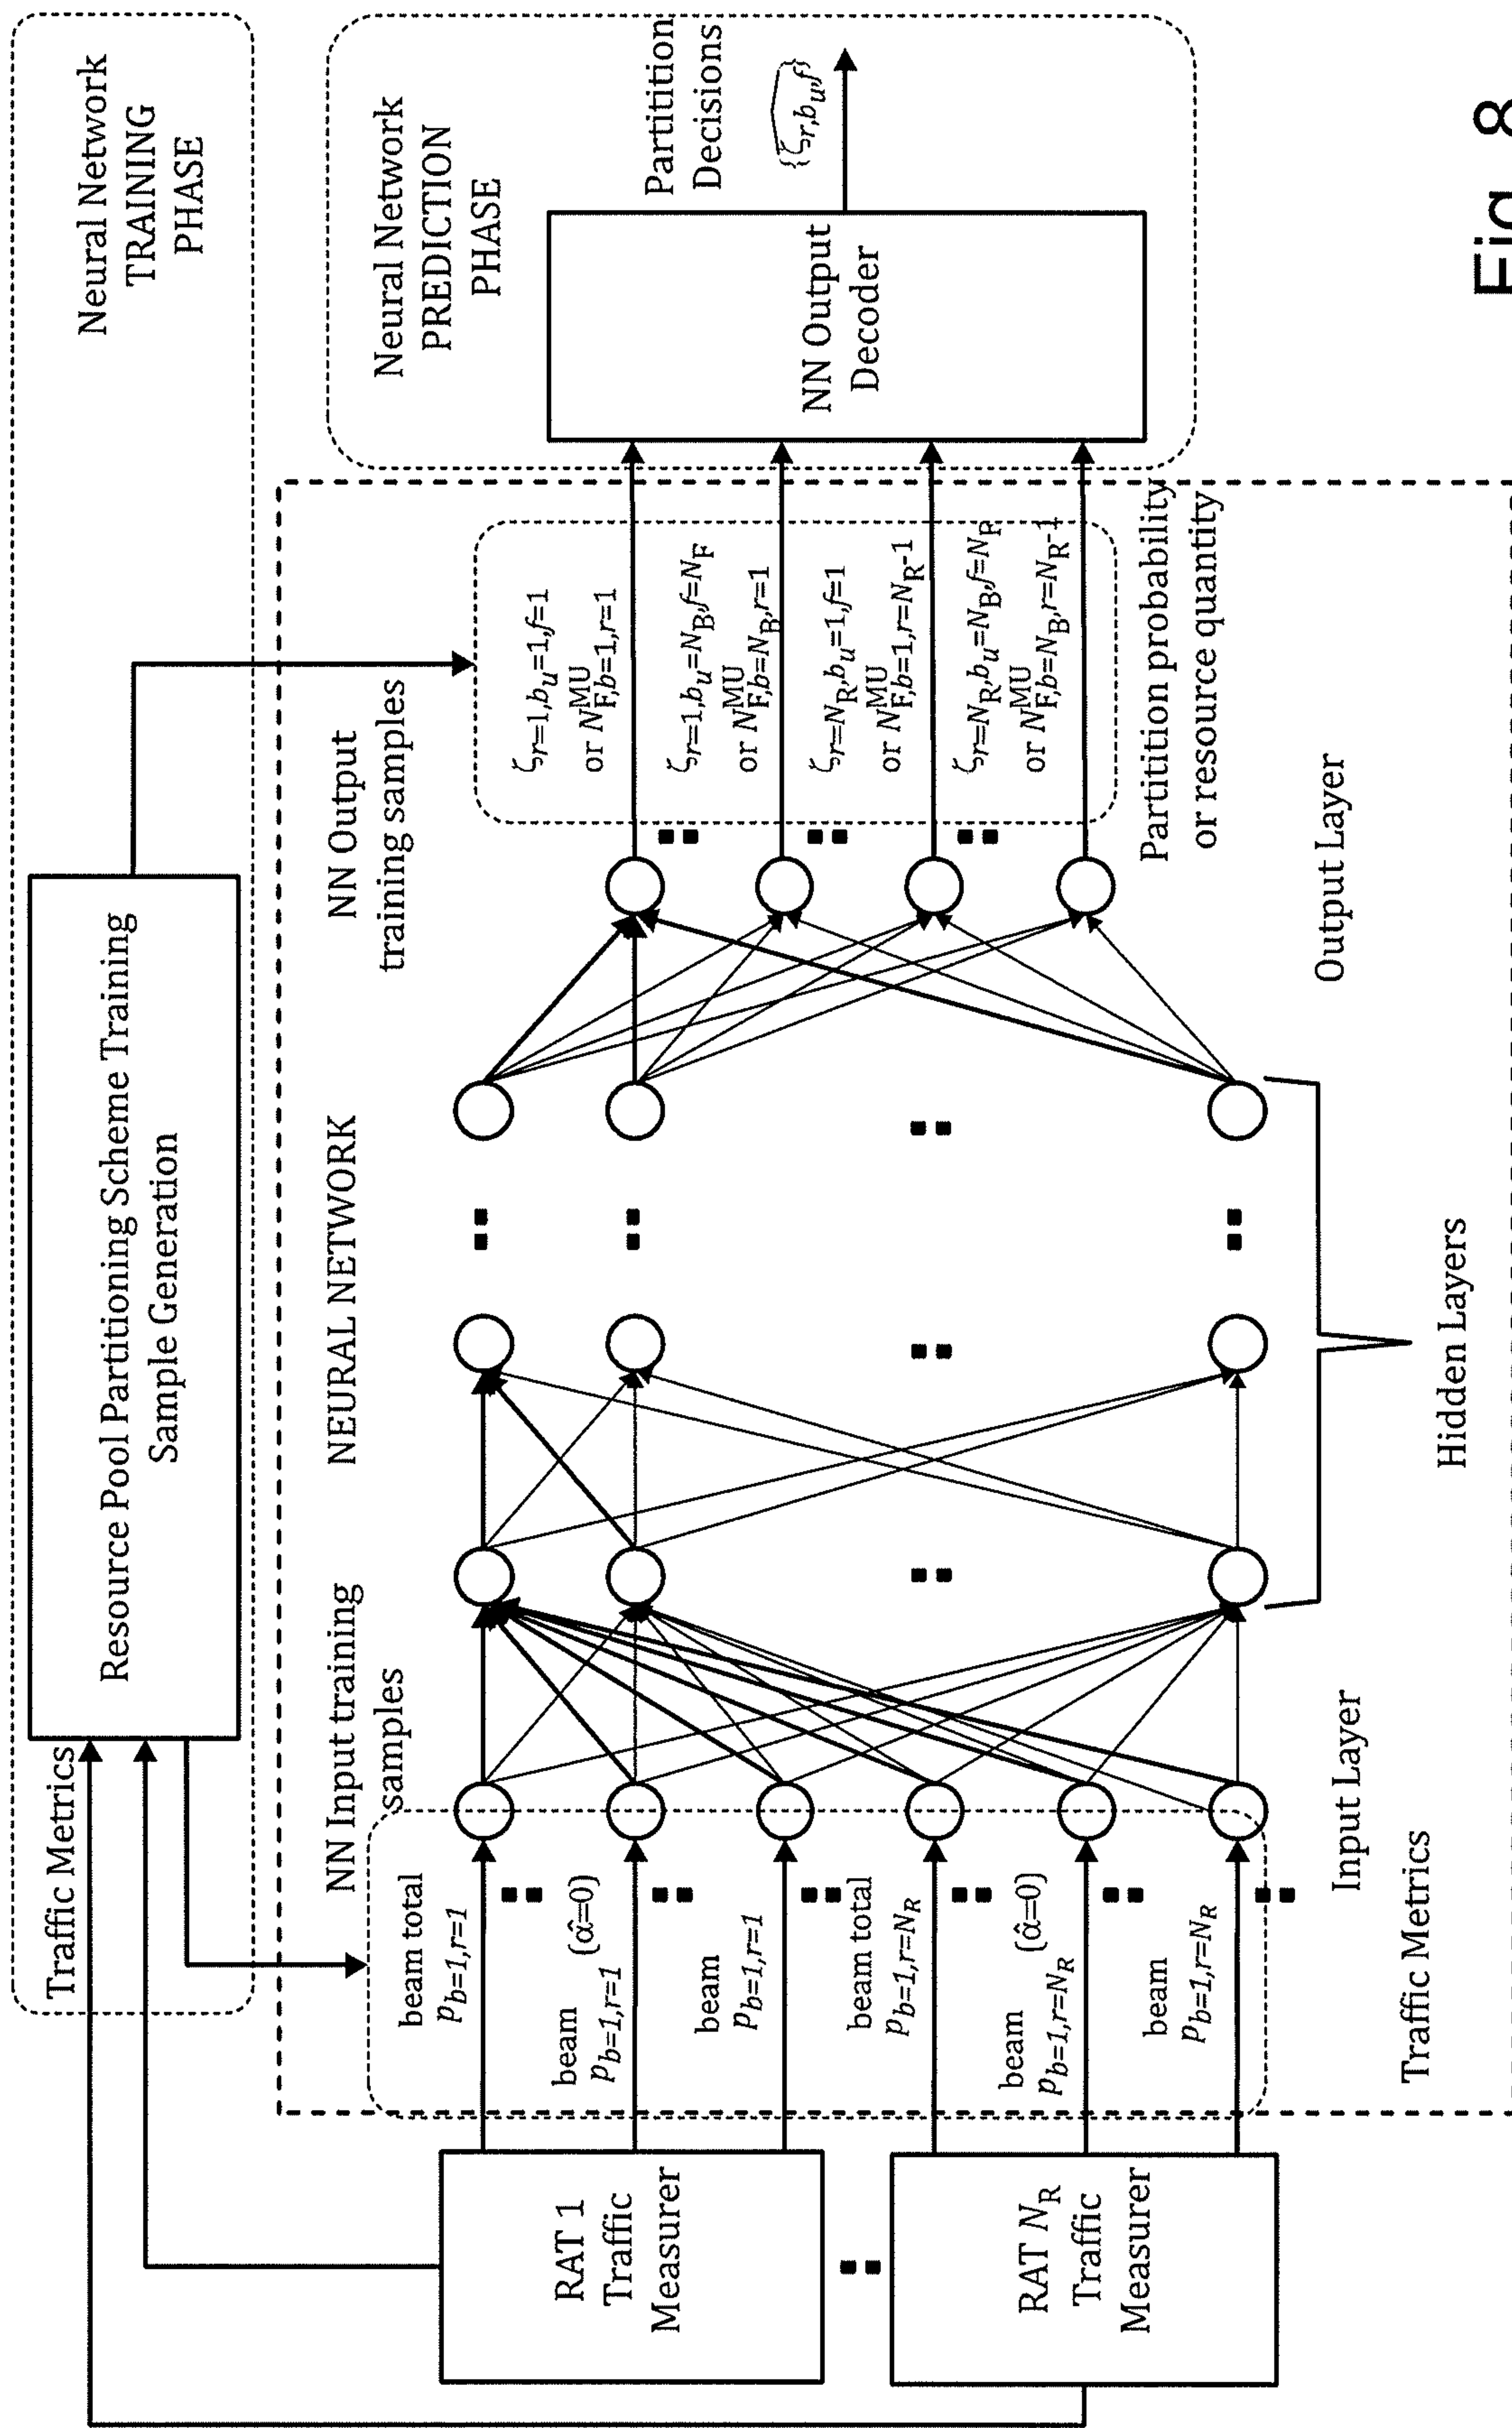 Neural Network
TRAINING
PHASE
Resource Pool Partitioning Scheme Training
Sample Generation
Traffic Metrics
NN Input training
samples
NEURAL NETWORK
NN Output
training samples
Neural Network
PREDICTION
PHASE
RAT 1
Traffic
Measurer
RAT N_R
Traffic
Measurer
beam total
p_{b=1,r=1}
beam (α̂=0)
p_{b=1,r=1}
beam
p_{b=1,r=1}
beam total
p_{b=1,r=N_R}
beam (α̂=0)
p_{b=1,r=N_R}
beam
p_{b=1,r=N_R}
ζ_{r=1,b_u=1,f=1}
or N^{MU}_{F,b=1,r=1}
ζ_{r=1,b_u=N_B,f=N_F}
or N^{MU}_{F,b=N_B,r=1}
ζ_{r=N_R,b_u=1,f=1}
or N^{MU}_{F,b=1,r=N_R-1}
ζ_{r=N_R,b_u=N_B,f=N_F}
or N^{MU}_{F,b=N_B,r=N_R-1}
Partition probability
or resource quantity
NN Output
Decoder
Partition
Decisions
{ζ_{r,b_u,f}}
Traffic Metrics
Input Layer
Hidden Layers
Output Layer
Fig. 8